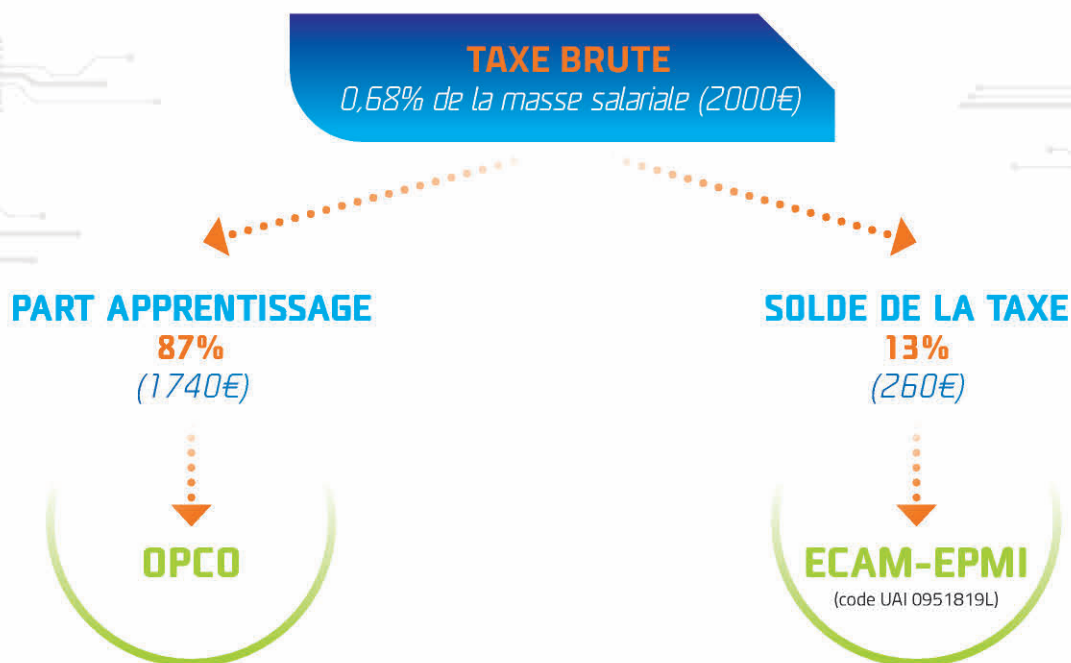 TAXE BRUTE
0,68% de la masse salariale (2000€)
PART APPRENTISSAGE
87%
(1740€)
OPCO
SOLDE DE LA TAXE
13%
(260€)
ECAM-EPMI
(code UAI 0951819L)